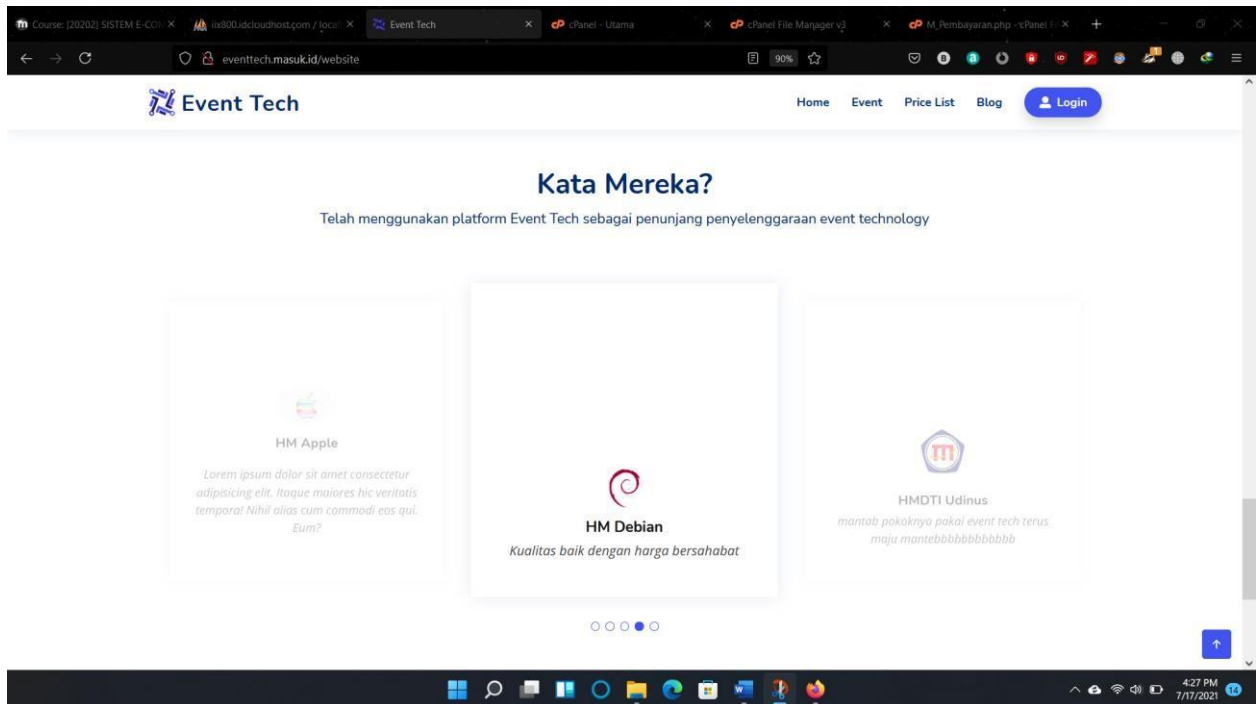 Course: [20202] SISTEM E-CON
iix800.idcloudhost.com / local
Event Tech
cPanel - Utama
cPanel File Manager v3
M_Pembayaran.php - cPanel Fi
eventtech.masuk.id/website
90%
Event Tech
Home Event Price List Blog Login
Kata Mereka?
Telah menggunakan platform Event Tech sebagai penunjang penyelenggaraan event technology
HM Apple
Lorem ipsum dolor sit amet consectetur
adipisicing elit. Itaque maiores hic veritatis
tempora! Nihil alias cum commodi eos qui.
Eum?
HM Debian
Kualitas baik dengan harga bersahabat
HMDTI Udinus
mantab pokoknya pakai event tech terus
maju mantebbbbbbbbbbbb
4:27 PM
7/17/2021
14